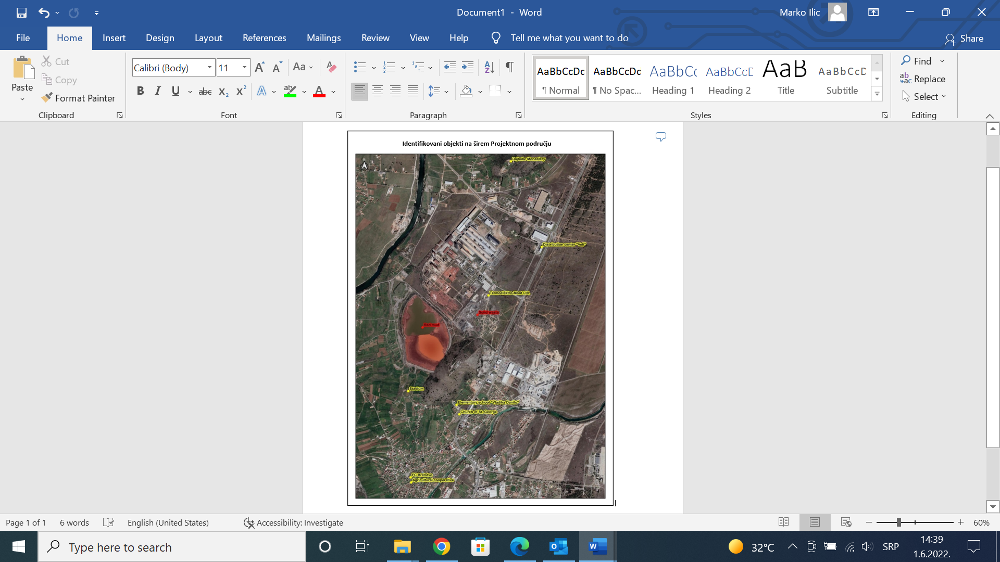 Document1 - Word
Marko Ilic
File Home Insert Design Layout References Mailings Review View Help Tell me what you want to do
Share
Paste
Cut
Copy
Format Painter
Clipboard
Calibri (Body) 11
Font
Paragraph
AaBbCcDc AaBbCcDc AaBbCc AaBbCcD AaB AaBbCcD
¶ Normal ¶ No Spac... Heading 1 Heading 2 Title Subtitle
Styles
Find
Replace
Select
Editing
Identifikovani objekti na širem Projektnom području
Dajbabe Monastery
Distribution center "Voli"
Termoelektro-Mont Ltd.
Solid waste
Red mud
Stadium
Elementary school "Vladika Danilo"
Church of St. George
FC Bratstvo
Agricultural cooperative
Page 1 of 1 6 words English (United States) Accessibility: Investigate 60%
Type here to search
32°C SRP
14:39
1.6.2022.